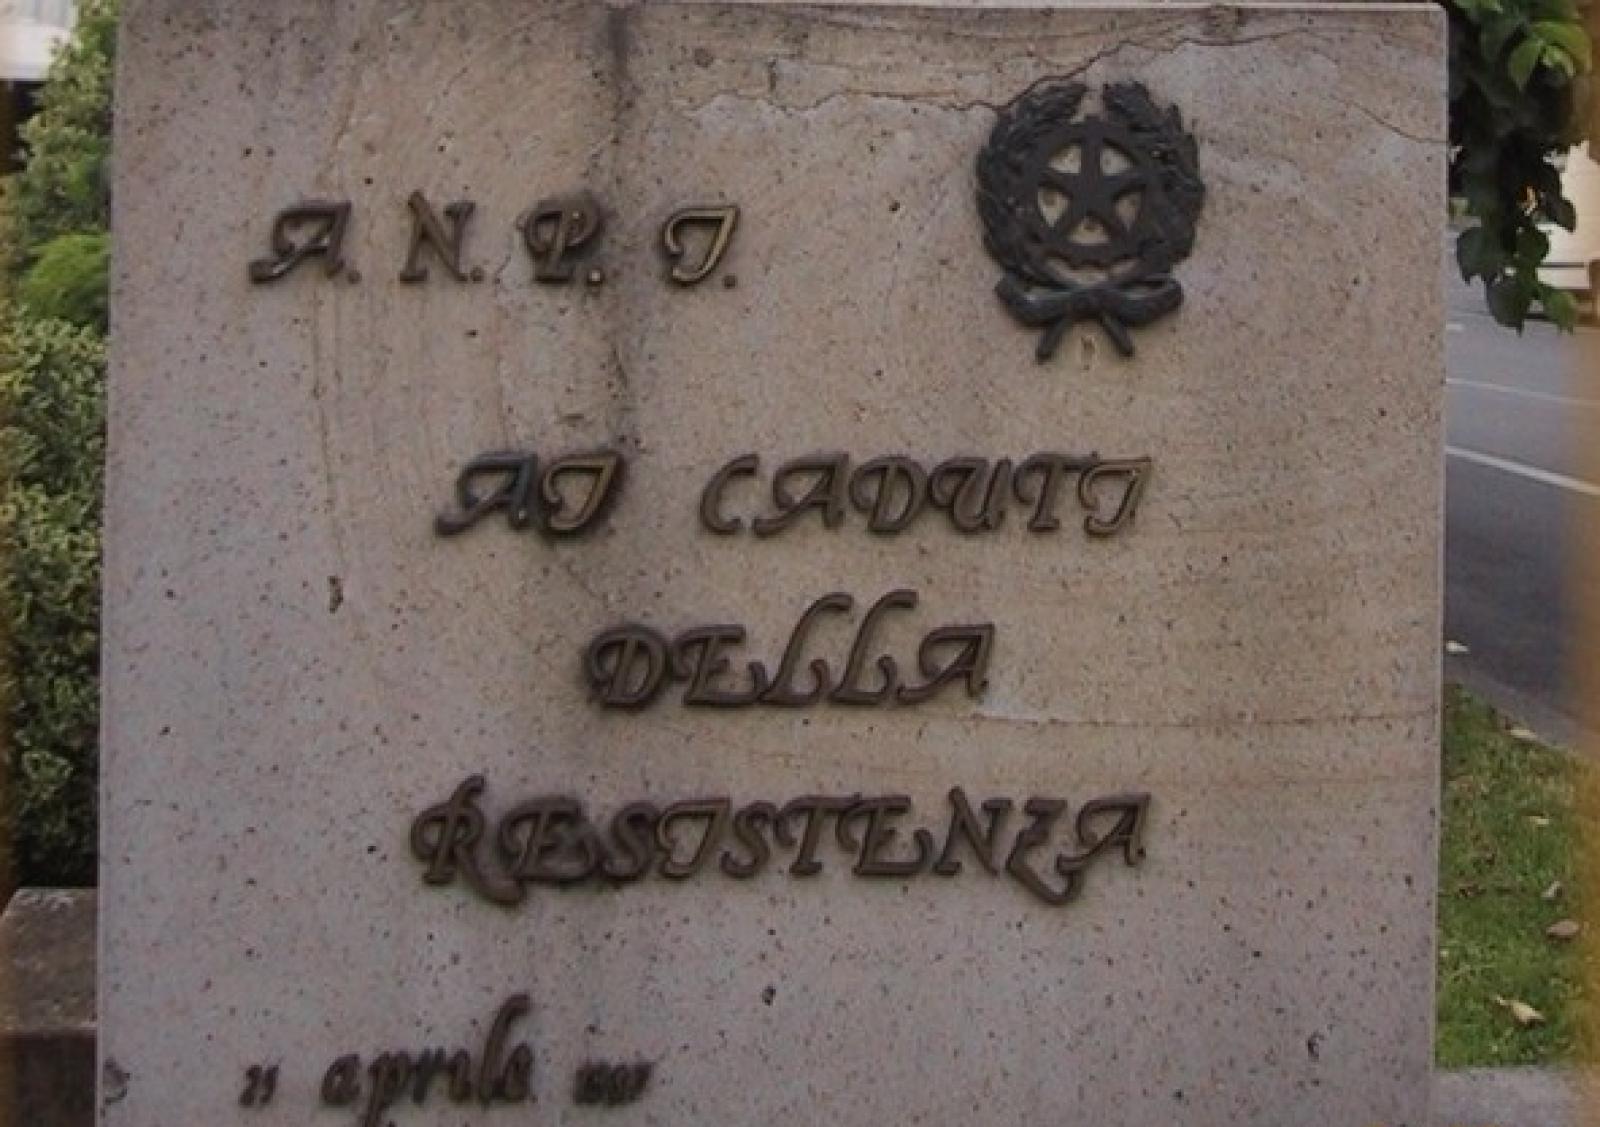 A. N. P. I.
AI CADUTI
DELLA
RESISTENZA
aprile